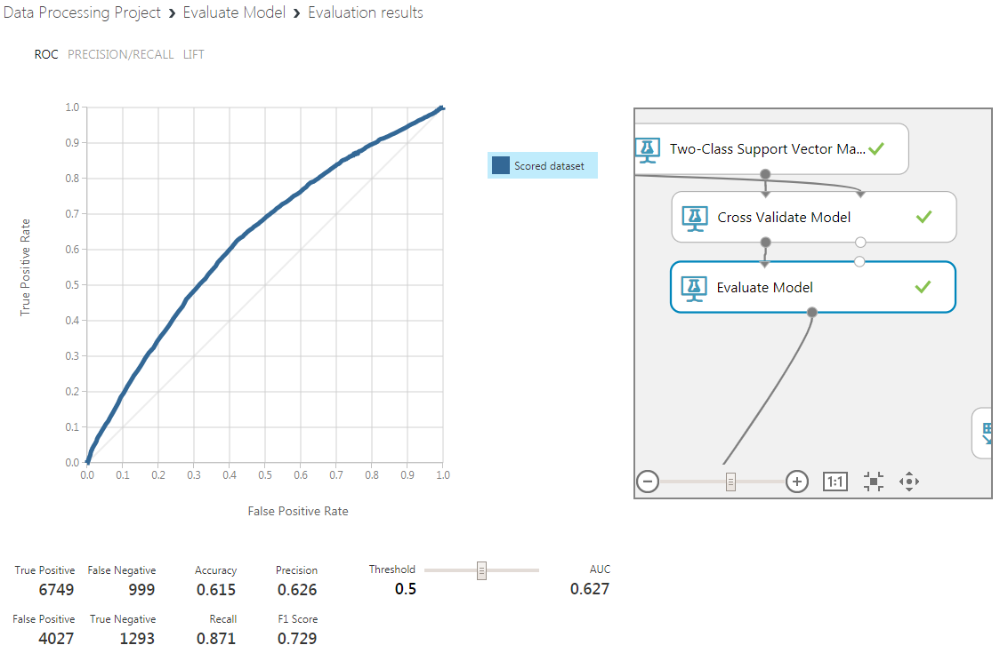 Data Processing Project › Evaluate Model › Evaluation results
ROC PRECISION/RECALL LIFT
1.0
0.9
0.8
0.7
0.6
0.5
0.4
0.3
0.2
0.1
0.0
True Positive Rate
0.0 0.1 0.2 0.3 0.4 0.5 0.6 0.7 0.8 0.9 1.0
False Positive Rate
Scored dataset
Two-Class Support Vector Ma...
Cross Validate Model
Evaluate Model
1:1
True Positive False Negative Accuracy Precision Threshold AUC
6749 999 0.615 0.626 0.5 0.627
False Positive True Negative Recall F1 Score
4027 1293 0.871 0.729